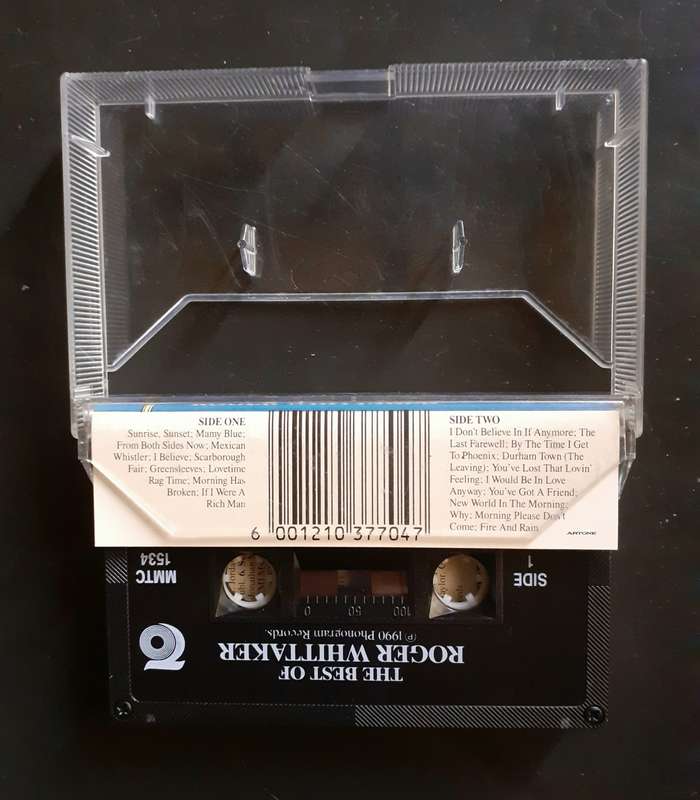 SIDE ONE
Sunrise, Sunset; Mamy Blue;
From Both Sides Now; Mexican
Whistler; I Believe; Scarborough
Fair; Greensleeves; Lovetime
Rag Time; Morning Has
Broken; If I Were A
Rich Man
SIDE TWO
I Don't Believe In If Anymore; The
Last Farewell; By The Time I Get
To Phoenix; Durham Town (The
Leaving); You've Lost That Lovin'
Feeling; I Would Be In Love
Anyway; You've Got A Friend;
New World In The Morning;
Why; Morning Please Don't
Come; Fire And Rain
ARTONE
6 001210 377047
THE BEST OF
ROGER WHITTAKER
℗ 1990 Phonogram Records.
SIDE
1
100 50 0
MMTC
1534